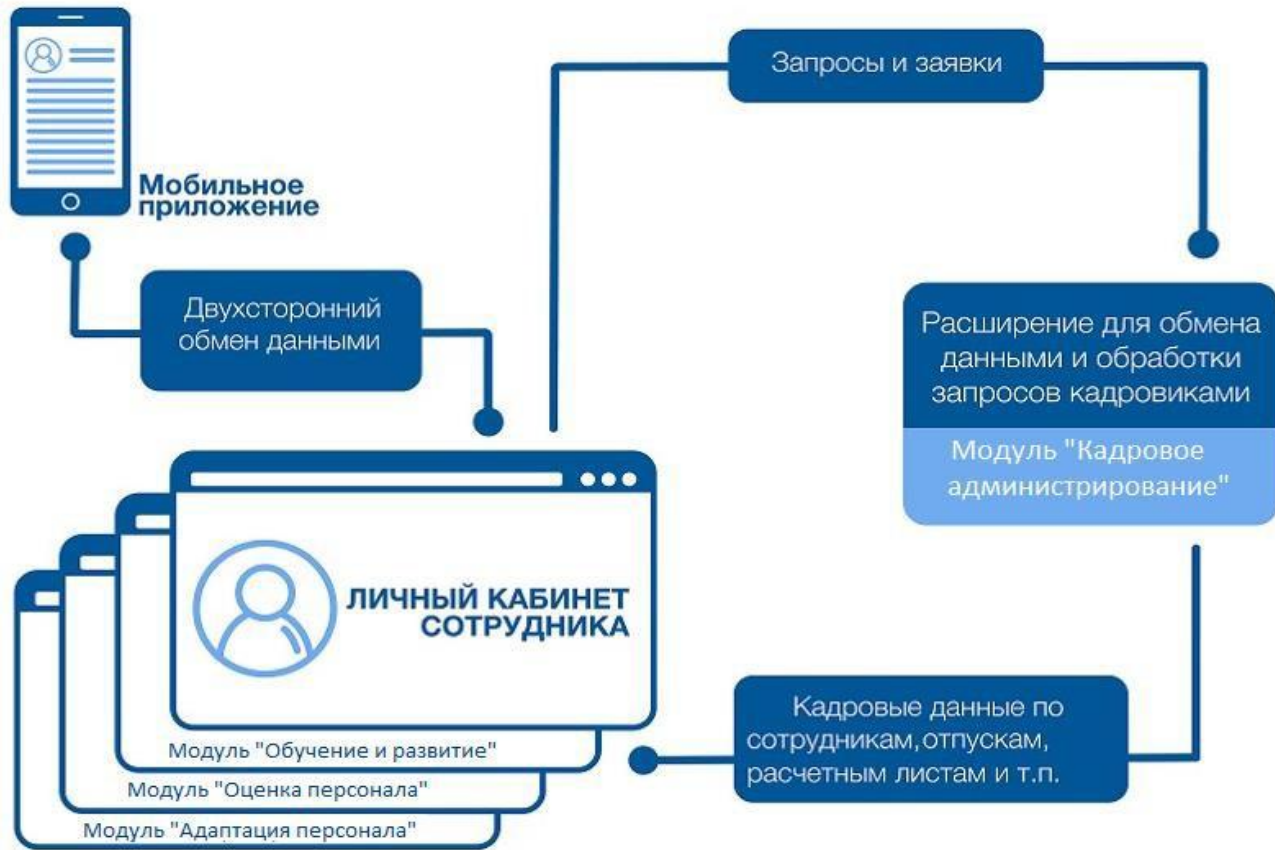 Запросы и заявки
Мобильное
приложение
Двухсторонний
обмен данными
Расширение для обмена
данными и обработки
запросов кадровиками
Модуль "Кадровое
администрирование"
ЛИЧНЫЙ КАБИНЕТ
СОТРУДНИКА
Кадровые данные по
сотрудникам, отпускам,
расчетным листам и т.п.
Модуль "Обучение и развитие"
Модуль "Оценка персонала"
Модуль "Адаптация персонала"